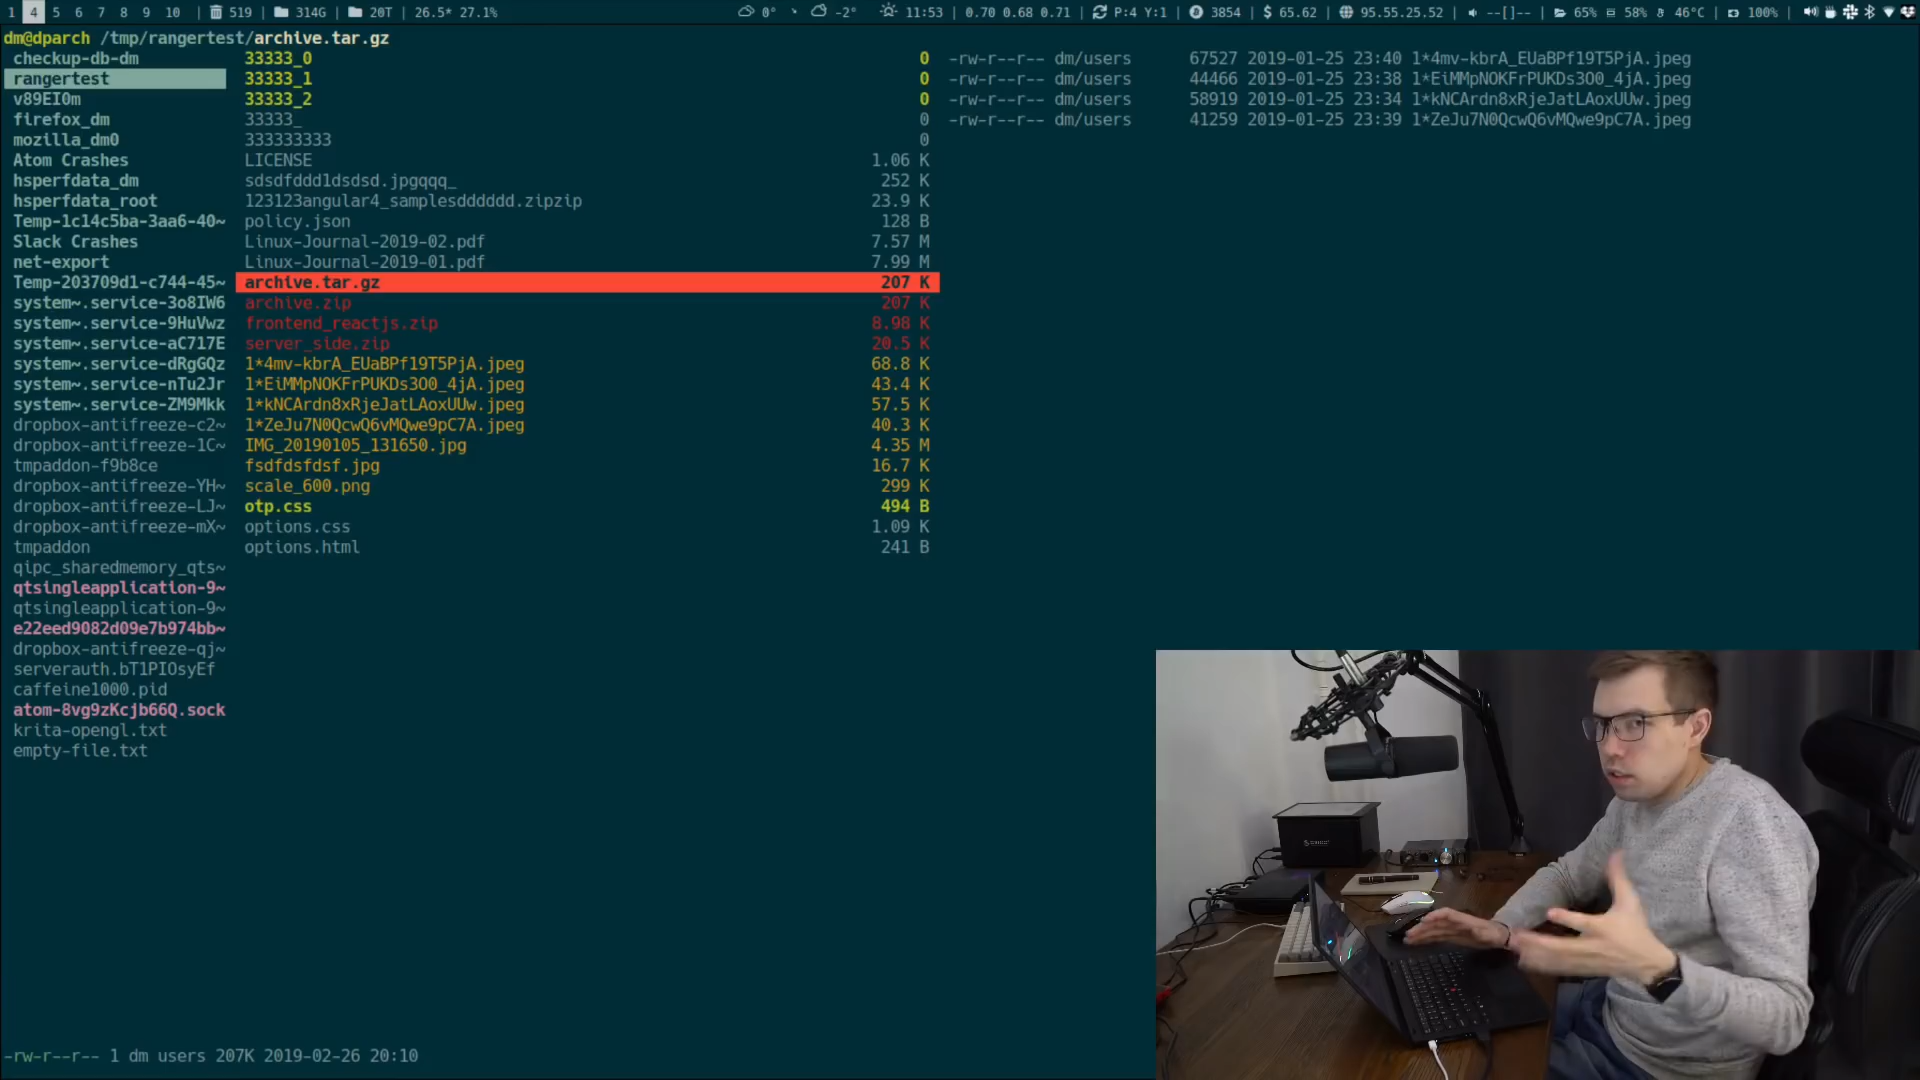 1 4 5 6 7 8 9 10 | 519 | 314G | 20T | 26.5* 27.1% 0° -2° 11:53 | 0.70 0.68 0.71 | P:4 Y:1 | 3854 | $ 65.62 | 95.55.25.52 | --[]-- | 65% 58% 46°C | 100% |
dm@dparch /tmp/rangertest/archive.tar.gz
checkup-db-dm 33333_0 0 -rw-r--r-- dm/users 67527 2019-01-25 23:40 1*4mv-kbrA_EUaBPf19T5PjA.jpeg
rangertest 33333_1 0 -rw-r--r-- dm/users 44466 2019-01-25 23:38 1*EiMMpNOKFrPUKDs3O0_4jA.jpeg
v89EI0m 33333_2 0 -rw-r--r-- dm/users 58919 2019-01-25 23:34 1*kNCArdn8xRjeJatLAoxUUw.jpeg
firefox_dm 33333_ 0 -rw-r--r-- dm/users 41259 2019-01-25 23:39 1*ZeJu7N0QcwQ6vMQwe9pC7A.jpeg
mozilla_dm0 333333333 0
Atom Crashes LICENSE 1.06 K
hsperfdata_dm sdsdfddd1dsdsd.jpgqqq_ 252 K
hsperfdata_root 123123angular4_samplesdddddd.zipzip 23.9 K
Temp-1c14c5ba-3aa6-40~ policy.json 128 B
Slack Crashes Linux-Journal-2019-02.pdf 7.57 M
net-export Linux-Journal-2019-01.pdf 7.99 M
Temp-203709d1-c744-45~ archive.tar.gz 207 K
system~.service-3o8IW6 archive.zip 207 K
system~.service-9HuVwz frontend_reactjs.zip 8.98 K
system~.service-aC717E server_side.zip 20.5 K
system~.service-dRgGQz 1*4mv-kbrA_EUaBPf19T5PjA.jpeg 68.8 K
system~.service-nTu2Jr 1*EiMMpNOKFrPUKDs3O0_4jA.jpeg 43.4 K
system~.service-ZM9Mkk 1*kNCArdn8xRjeJatLAoxUUw.jpeg 57.5 K
dropbox-antifreeze-c2~ 1*ZeJu7N0QcwQ6vMQwe9pC7A.jpeg 40.3 K
dropbox-antifreeze-1C~ IMG_20190105_131650.jpg 4.35 M
tmpaddon-f9b8ce fsdfdsfdsf.jpg 16.7 K
dropbox-antifreeze-YH~ scale_600.png 299 K
dropbox-antifreeze-LJ~ otp.css 494 B
dropbox-antifreeze-mX~ options.css 1.09 K
tmpaddon options.html 241 B
qipc_sharedmemory_qts~
qtsingleapplication-9~
qtsingleapplication-9~
e22eed9082d09e7b974bb~
dropbox-antifreeze-qj~
serverauth.bT1PIOsyEf
caffeine1000.pid
atom-8vg9zKcjb66Q.sock
krita-opengl.txt
empty-file.txt
-rw-r--r-- 1 dm users 207K 2019-02-26 20:10